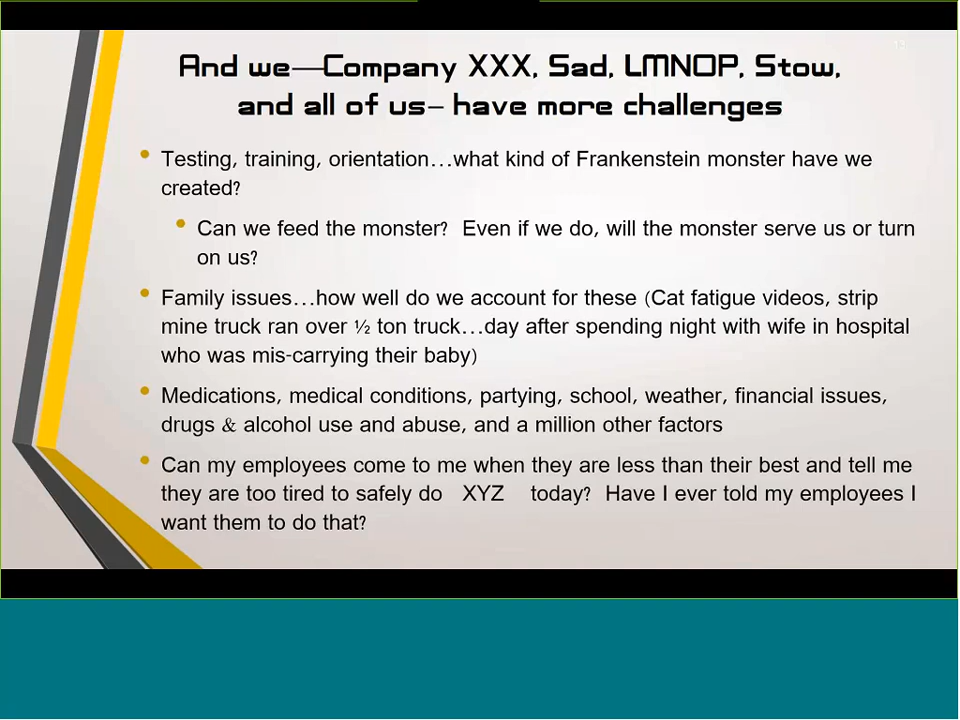 And we—Company XXX, Sad, LMNOP, Stow,
and all of us– have more challenges
• Testing, training, orientation…what kind of Frankenstein monster have we
created?
• Can we feed the monster? Even if we do, will the monster serve us or turn
on us?
• Family issues…how well do we account for these (Cat fatigue videos, strip
mine truck ran over ½ ton truck…day after spending night with wife in hospital
who was mis-carrying their baby)
• Medications, medical conditions, partying, school, weather, financial issues,
drugs & alcohol use and abuse, and a million other factors
• Can my employees come to me when they are less than their best and tell me
they are too tired to safely do XYZ today? Have I ever told my employees I
want them to do that?